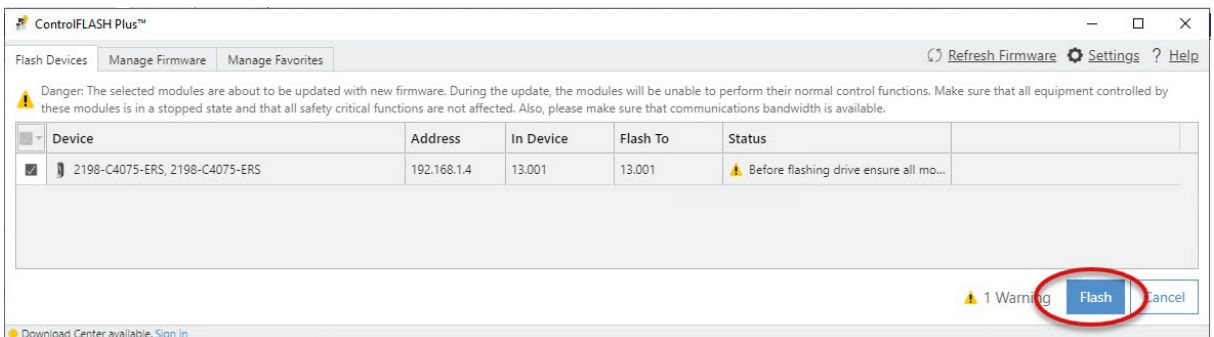 ControlFLASH Plus™
Flash Devices Manage Firmware Manage Favorites Refresh Firmware Settings ? Help
Danger: The selected modules are about to be updated with new firmware. During the update, the modules will be unable to perform their normal control functions. Make sure that all equipment controlled by
these modules is in a stopped state and that all safety critical functions are not affected. Also, please make sure that communications bandwidth is available.
Device Address In Device Flash To Status
2198-C4075-ERS, 2198-C4075-ERS 192.168.1.4 13.001 13.001 Before flashing drive ensure all mo...
1 Warning Flash Cancel
Download Center available. Sign in